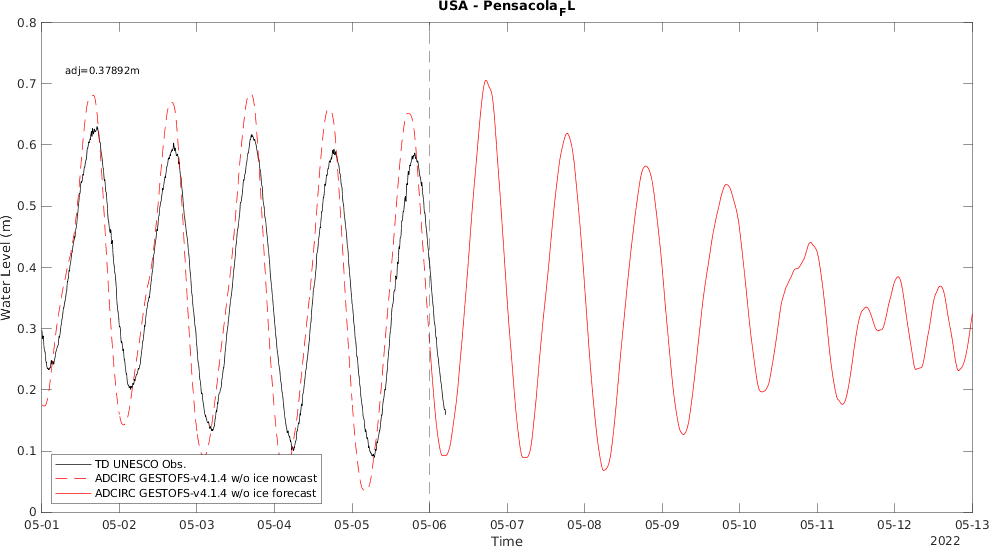 USA - Pensacola_FL
0.8
0.7
0.6
0.5
0.4
0.3
0.2
0.1
0
Water Level (m)
adj=0.37892m
TD UNESCO Obs.
ADCIRC GESTOFS-v4.1.4 w/o ice nowcast
ADCIRC GESTOFS-v4.1.4 w/o ice forecast
05-01 05-02 05-03 05-04 05-05 05-06 05-07 05-08 05-09 05-10 05-11 05-12 05-13
Time
2022